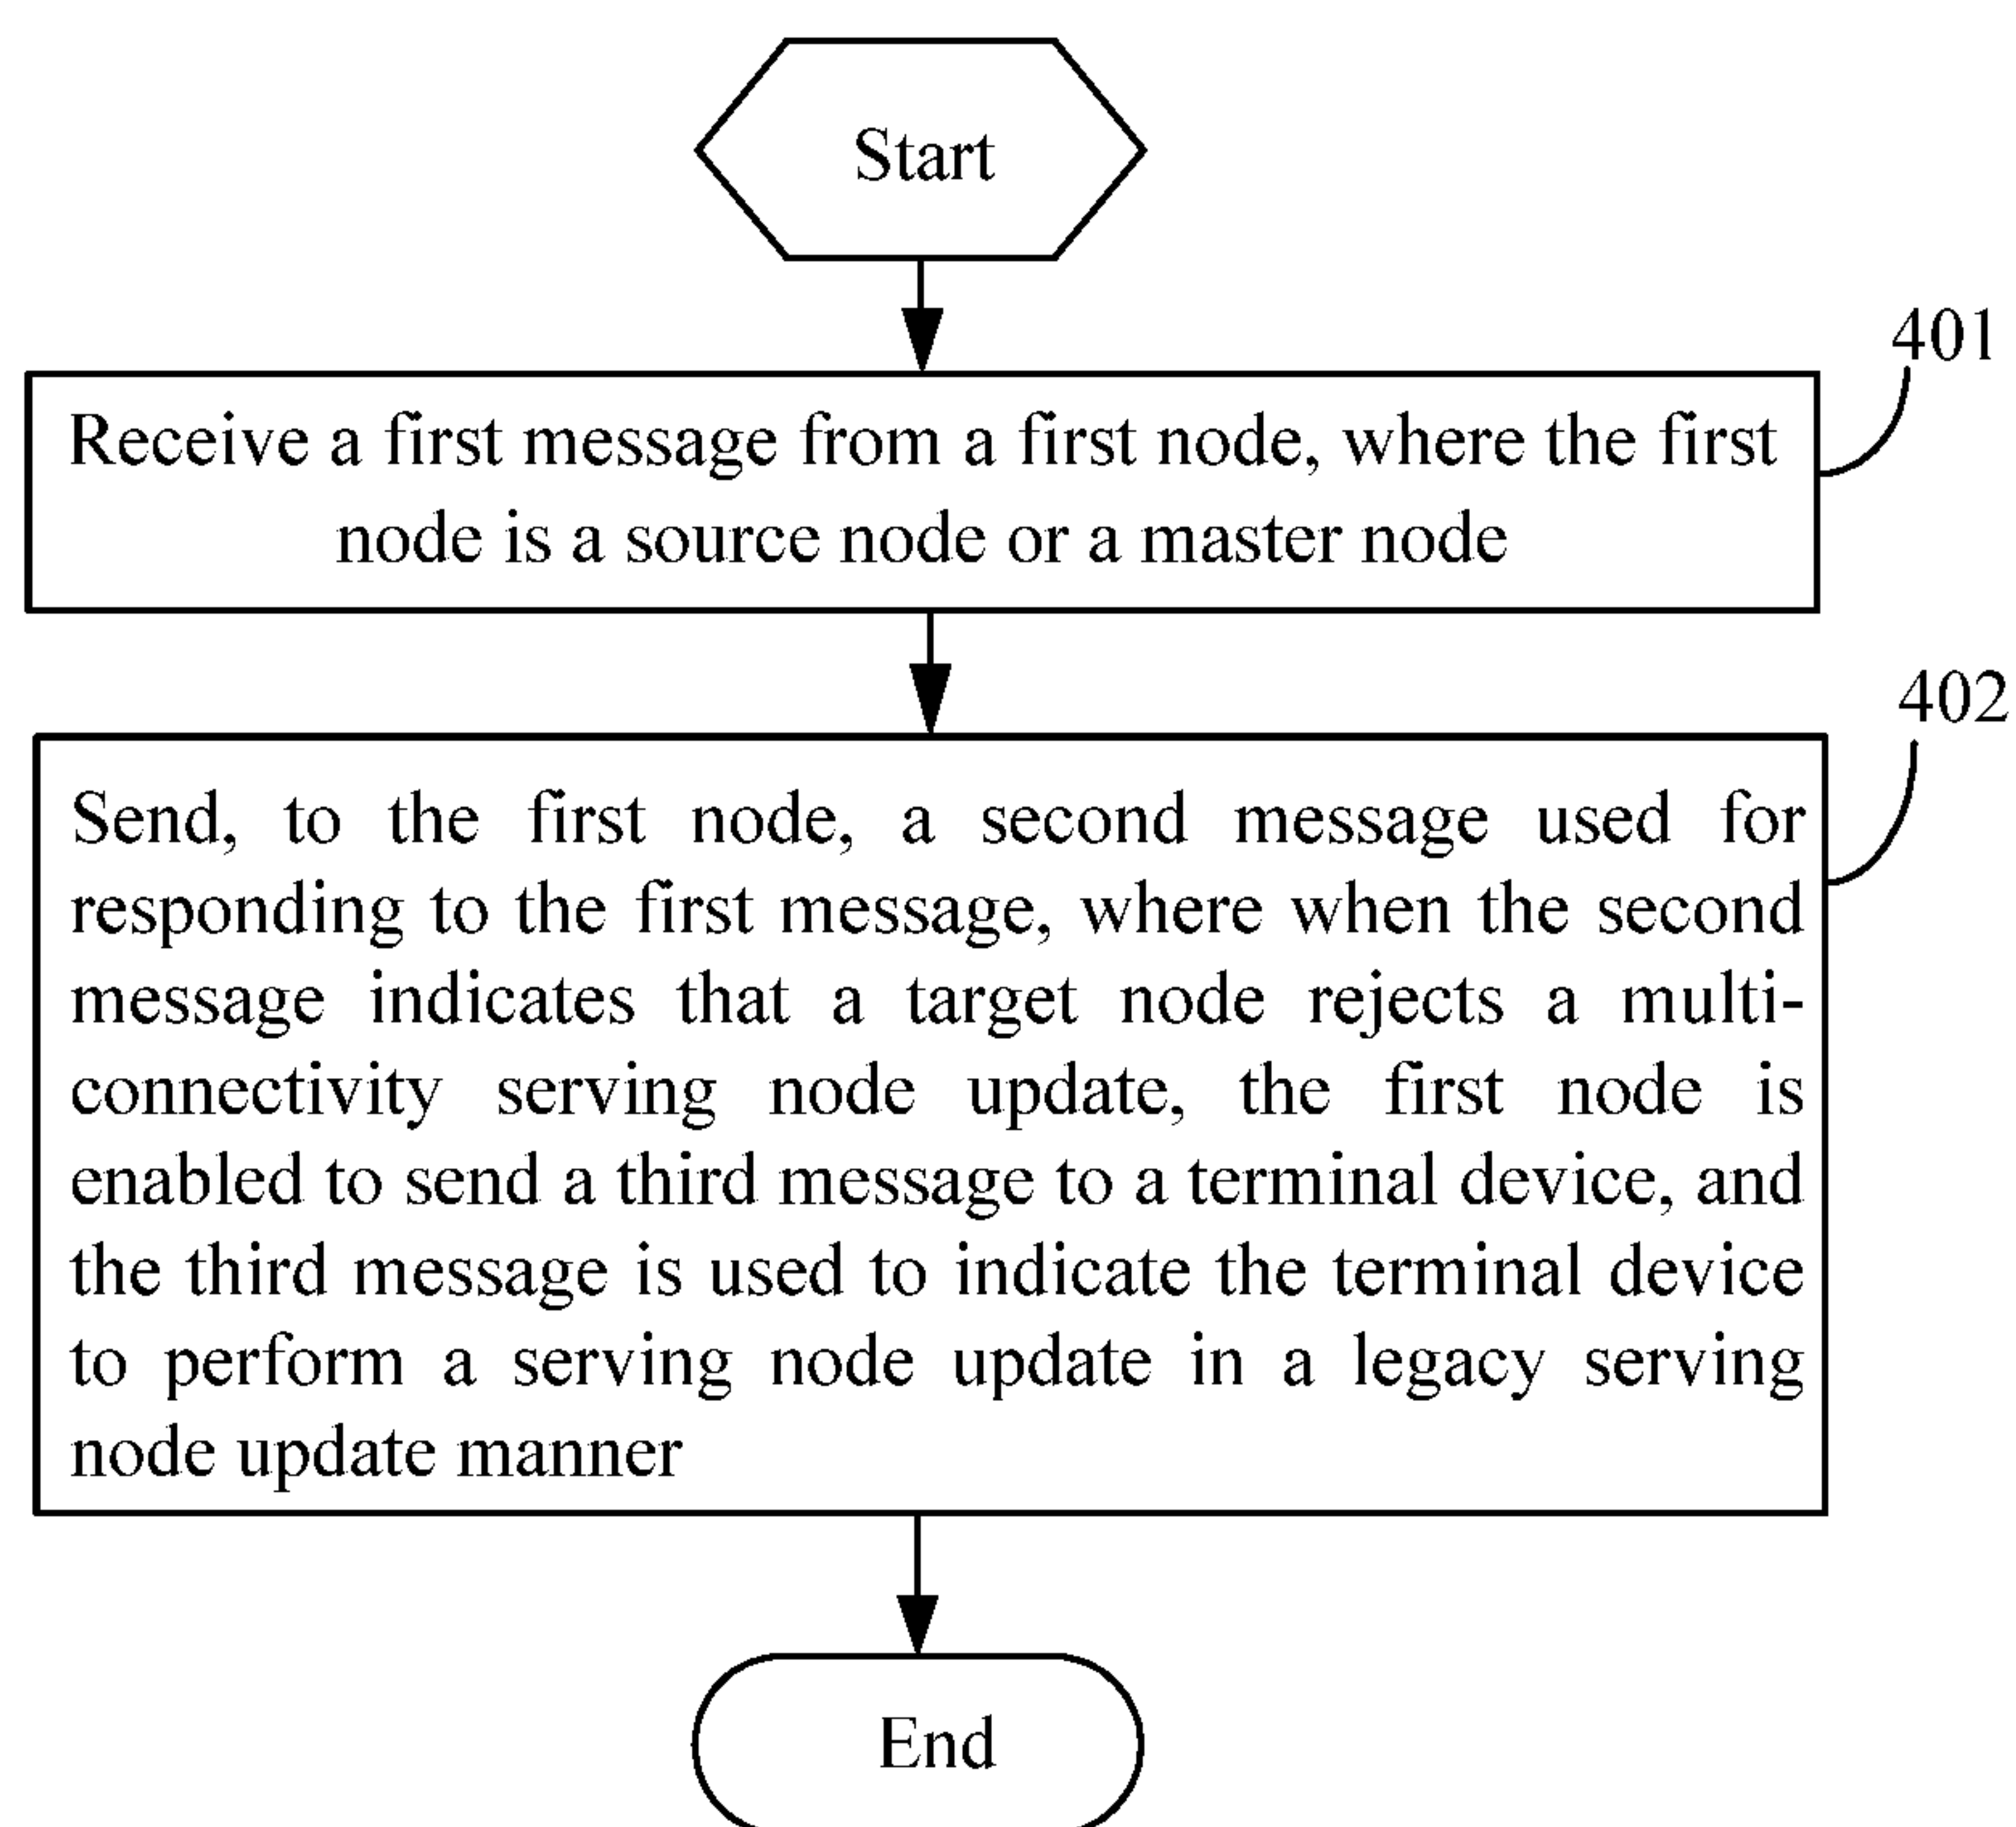 Start
401
Receive a first message from a first node, where the first
node is a source node or a master node
402
Send, to the first node, a second message used for
responding to the first message, where when the second
message indicates that a target node rejects a multi-
connectivity serving node update, the first node is
enabled to send a third message to a terminal device, and
the third message is used to indicate the terminal device
to perform a serving node update in a legacy serving
node update manner
End